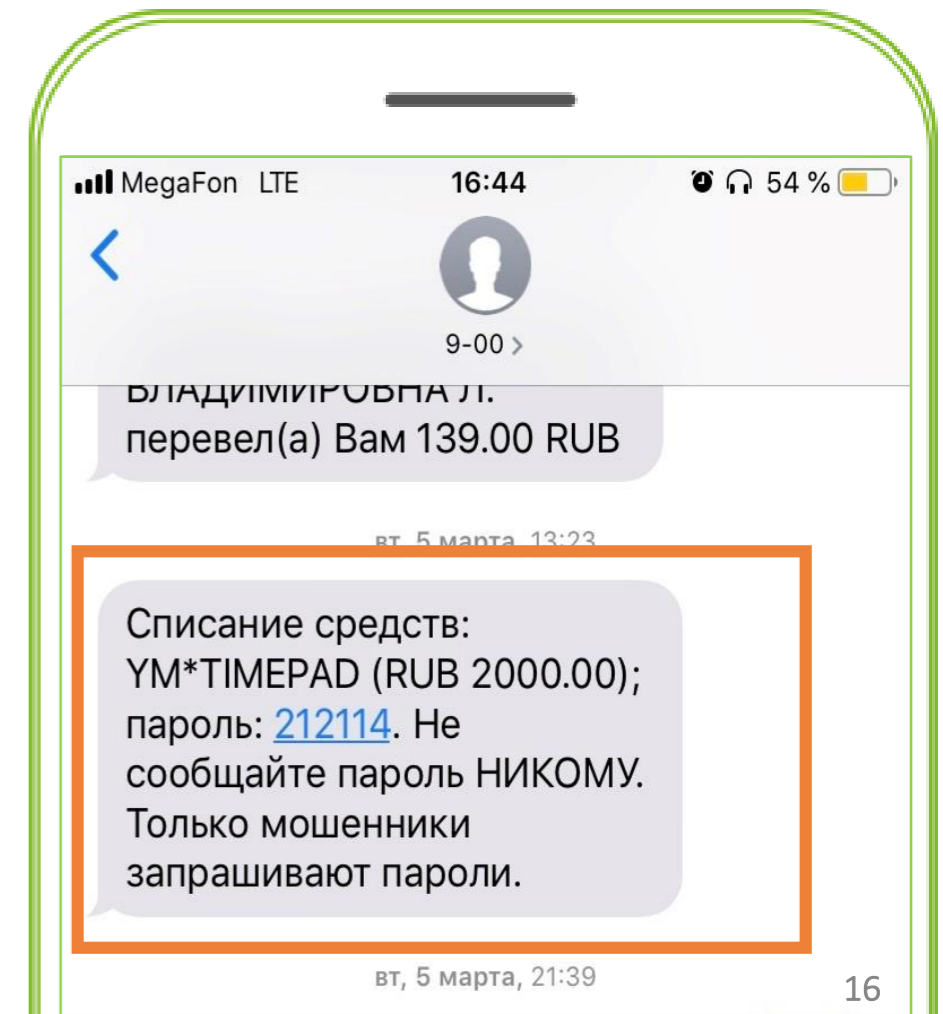 MegaFon LTE 16:44 54 %
9-00 >
ВЛАДИМИРОВНА Л.
перевел(а) Вам 139.00 RUB
вт, 5 марта, 13:23
Списание средств:
YM*TIMEPAD (RUB 2000.00);
пароль: 212114. Не
сообщайте пароль НИКОМУ.
Только мошенники
запрашивают пароли.
вт, 5 марта, 21:39
16